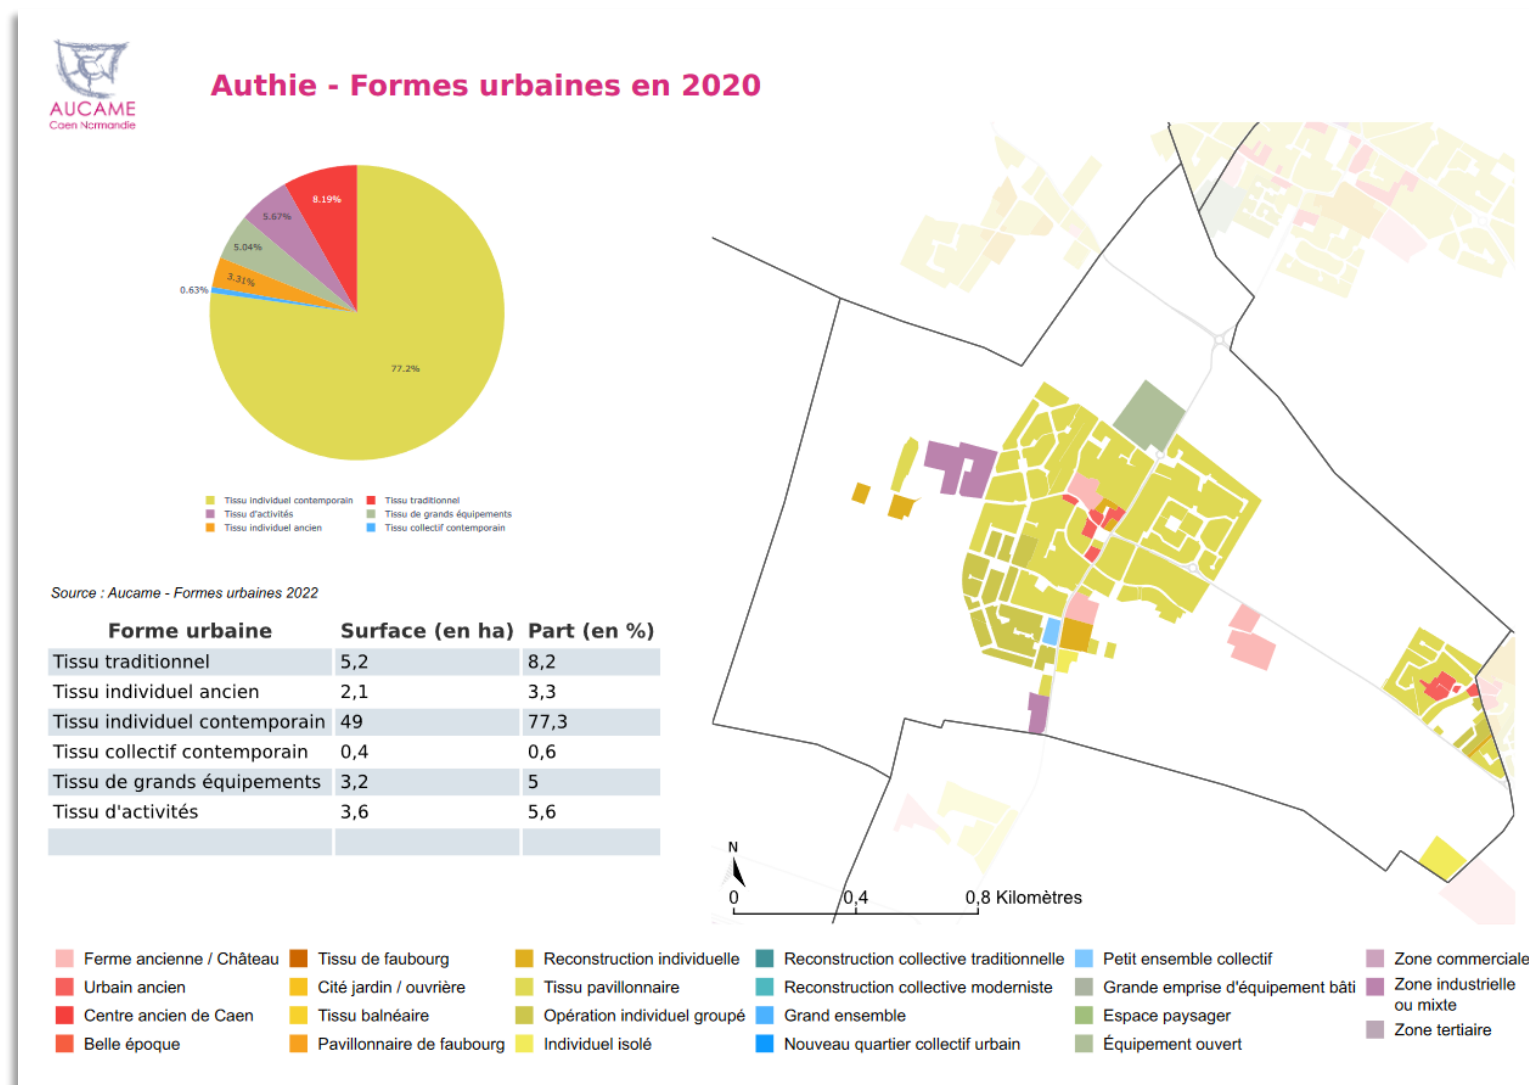 AUCAME
Caen Normandie
Authie - Formes urbaines en 2020
8.19%
5.67%
5.04%
3.31%
0.63%
77.2%
Tissu individuel contemporain
Tissu traditionnel
Tissu d'activités
Tissu de grands équipements
Tissu individuel ancien
Tissu collectif contemporain
Source : Aucame - Formes urbaines 2022
Forme urbaine Surface (en ha) Part (en %)
Tissu traditionnel 5,2 8,2
Tissu individuel ancien 2,1 3,3
Tissu individuel contemporain 49 77,3
Tissu collectif contemporain 0,4 0,6
Tissu de grands équipements 3,2 5
Tissu d'activités 3,6 5,6
N
0 0,4 0,8 Kilomètres
Ferme ancienne / Château
Urbain ancien
Centre ancien de Caen
Belle époque
Tissu de faubourg
Cité jardin / ouvrière
Tissu balnéaire
Pavillonnaire de faubourg
Reconstruction individuelle
Tissu pavillonnaire
Opération individuel groupé
Individuel isolé
Reconstruction collective traditionnelle
Reconstruction collective moderniste
Grand ensemble
Nouveau quartier collectif urbain
Petit ensemble collectif
Grande emprise d'équipement bâti
Espace paysager
Équipement ouvert
Zone commerciale
Zone industrielle
ou mixte
Zone tertiaire